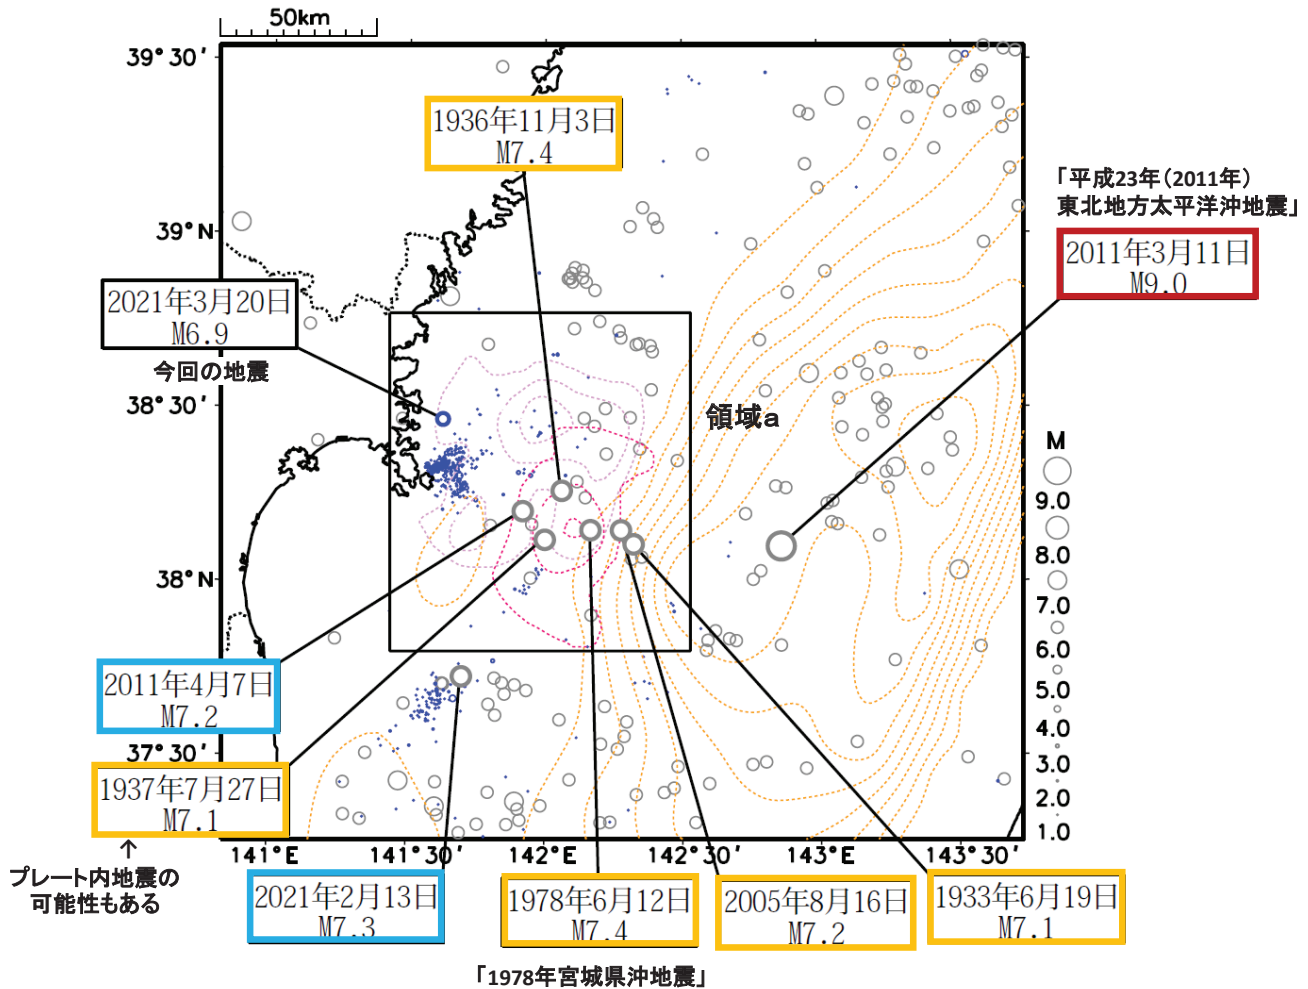 50km
39°30′
1936年11月3日
M7.4
「平成23年（2011年）
東北地方太平洋沖地震」
39°N
2011年3月11日
M9.0
2021年3月20日
M6.9
今回の地震
38°30′
領域a
M
9.0
8.0
7.0
6.0
5.0
4.0
3.0
2.0
1.0
38°N
2011年4月7日
M7.2
37°30′
1937年7月27日
M7.1
↑
プレート内地震の
可能性もある
141°E
141°30′
142°E
142°30′
143°E
143°30′
2021年2月13日
M7.3
1978年6月12日
M7.4
「1978年宮城県沖地震」
2005年8月16日
M7.2
1933年6月19日
M7.1